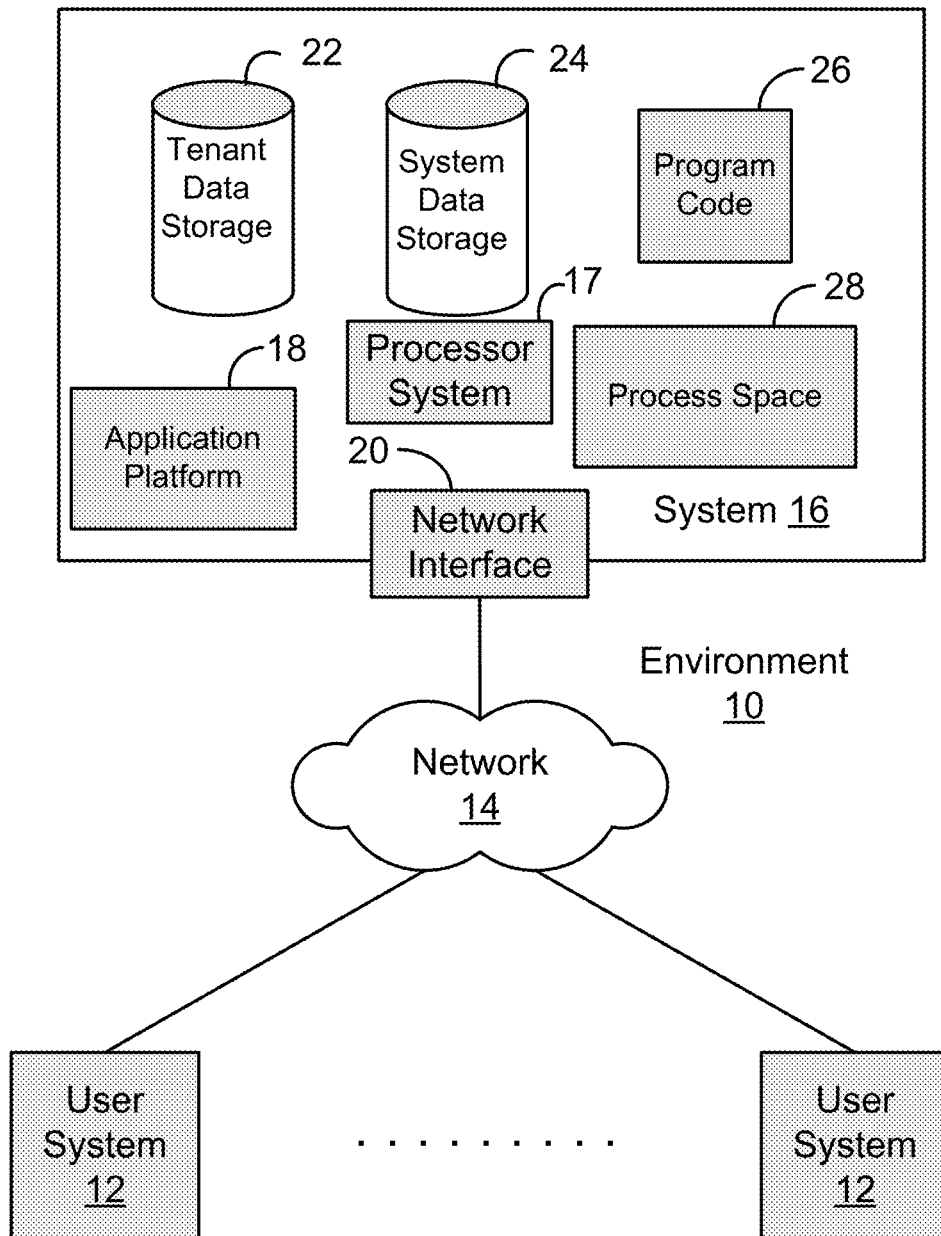 22
24
26
Tenant
Data
Storage
System
Data
Storage
Program
Code
17
28
18
Processor
System
Process Space
Application
Platform
20
System 16
Network
Interface
Environment
10
Network
14
User
System
12
. . . . . . . . .
User
System
12